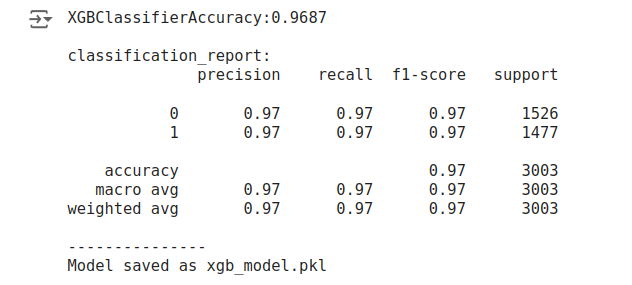 XGBClassifierAccuracy:0.9687
classification_report:
precision recall f1-score support
0 0.97 0.97 0.97 1526
1 0.97 0.97 0.97 1477
accuracy 0.97 3003
macro avg 0.97 0.97 0.97 3003
weighted avg 0.97 0.97 0.97 3003
---------------
Model saved as xgb_model.pkl